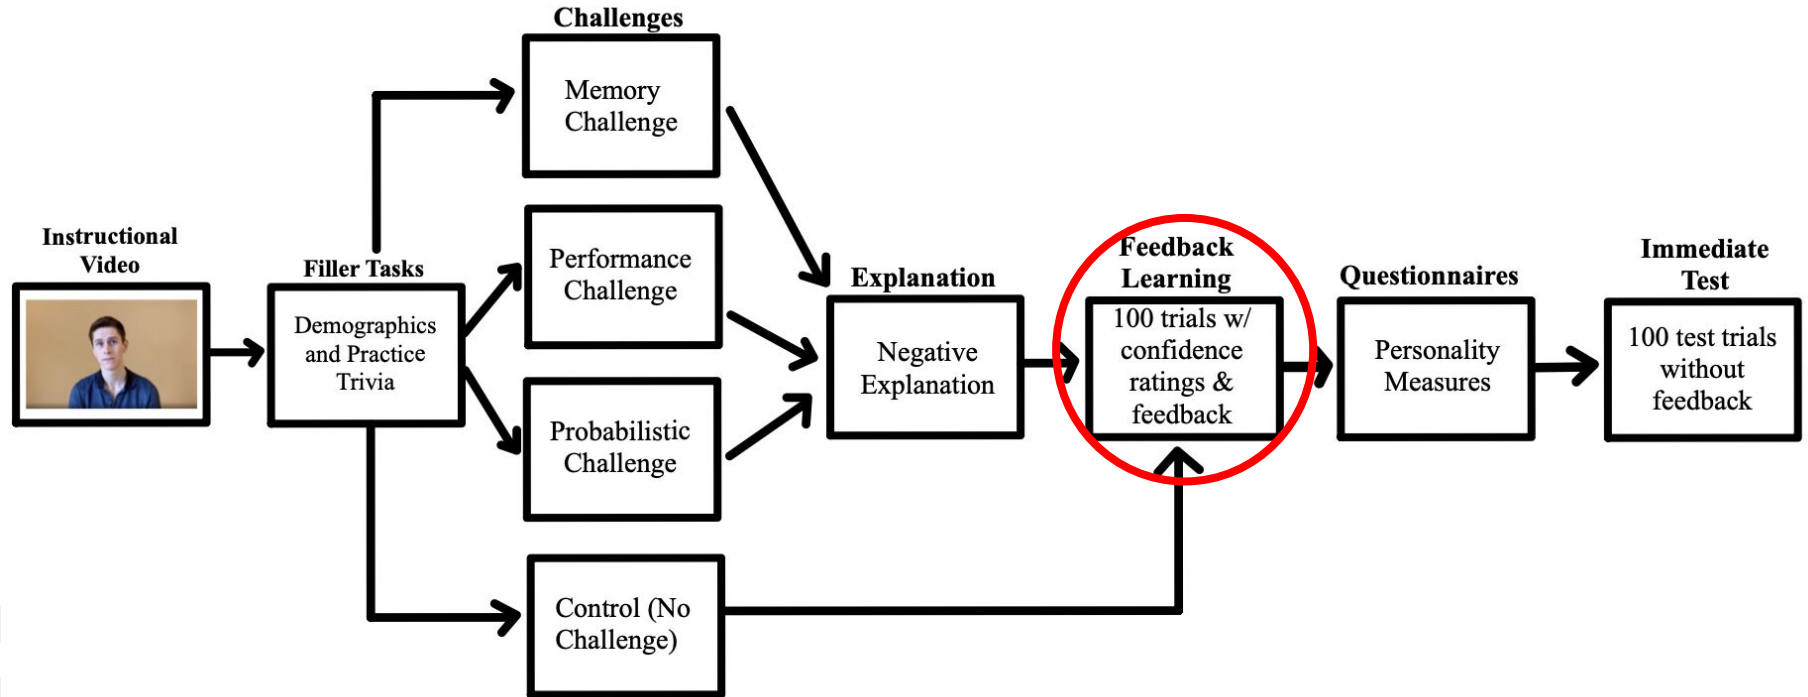 Challenges
Memory
Challenge
Instructional
Video
Filler Tasks
Demographics
and Practice
Trivia
Performance
Challenge
Probabilistic
Challenge
Control (No
Challenge)
Explanation
Negative
Explanation
Feedback
Learning
100 trials w/
confidence
ratings &
feedback
Questionnaires
Personality
Measures
Immediate
Test
100 test trials
without
feedback